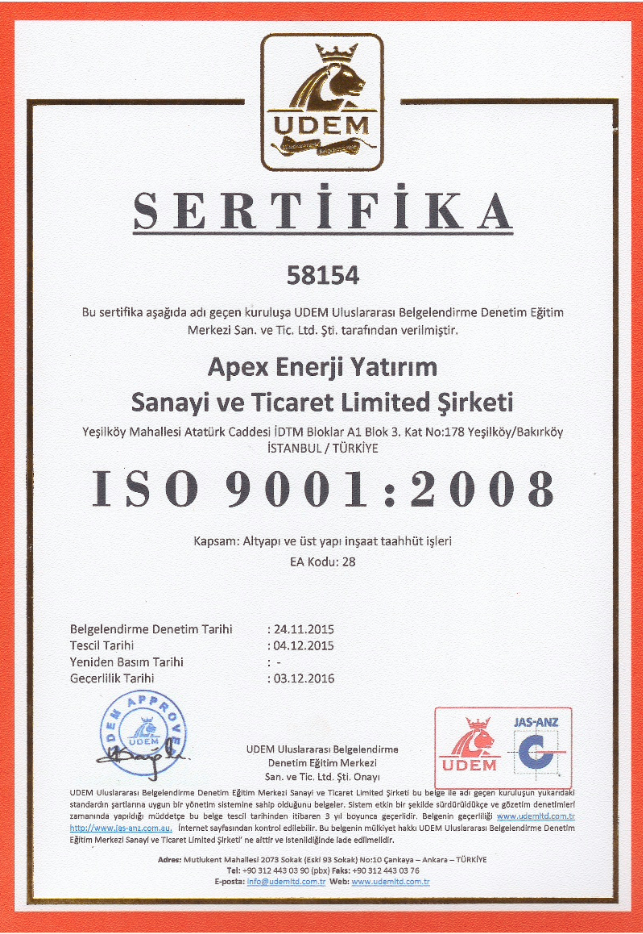 UDEM
SERTİFİKA
58154
Bu sertifika aşağıda adı geçen kuruluşa UDEM Uluslararası Belgelendirme Denetim Eğitim
Merkezi San. ve Tic. Ltd. Şti. tarafından verilmiştir.
Apex Enerji Yatırım
Sanayi ve Ticaret Limited Şirketi
Yeşilköy Mahallesi Atatürk Caddesi İDTM Bloklar A1 Blok 3. Kat No:178 Yeşilköy/Bakırköy
İSTANBUL / TÜRKİYE
ISO 9001:2008
Kapsam: Altyapı ve üst yapı inşaat taahhüt işleri
EA Kodu: 28
Belgelendirme Denetim Tarihi : 24.11.2015
Tescil Tarihi : 04.12.2015
Yeniden Basım Tarihi : -
Gecerlilik Tarihi : 03.12.2016
UDEM APPROVED
UDEM
UDEM Uluslararası Belgelendirme
Denetim Eğitim Merkezi
San. ve Tic. Ltd. Şti. Onayı
UDEM
JAS-ANZ
UDEM Uluslararası Belgelendirme Denetim Eğitim Merkezi Sanayi ve Ticaret Limited Şirketi bu belge ile adı geçen kuruluşun yukarıdaki
standardın şartlarına uygun bir yönetim sistemine sahip olduğunu belgeler. Sistem etkin bir şekilde sürdürüldükçe ve gözetim denetimleri
zamanında yapıldığı müddetçe bu belge tescil tarihinden itibaren 3 yıl boyunca geçerlidir. Belgenin geçerliliği www.udemltd.com.tr
http://www.jas-anz.com.au. internet sayfasından kontrol edilebilir. Bu belgenin mülkiyet hakkı UDEM Uluslararası Belgelendirme Denetim
Eğitim Merkezi Sanayi ve Ticaret Limited Şirketi' ne aittir ve istenildiğinde iade edilmelidir.
Adres: Mutlukent Mahallesi 2073 Sokak (Eski 93 Sokak) No:10 Çankaya – Ankara – TÜRKİYE
Tel: +90 312 443 03 90 (pbx) Faks: +90 312 443 03 76
E-posta: info@udemltd.com.tr Web: www.udemltd.com.tr